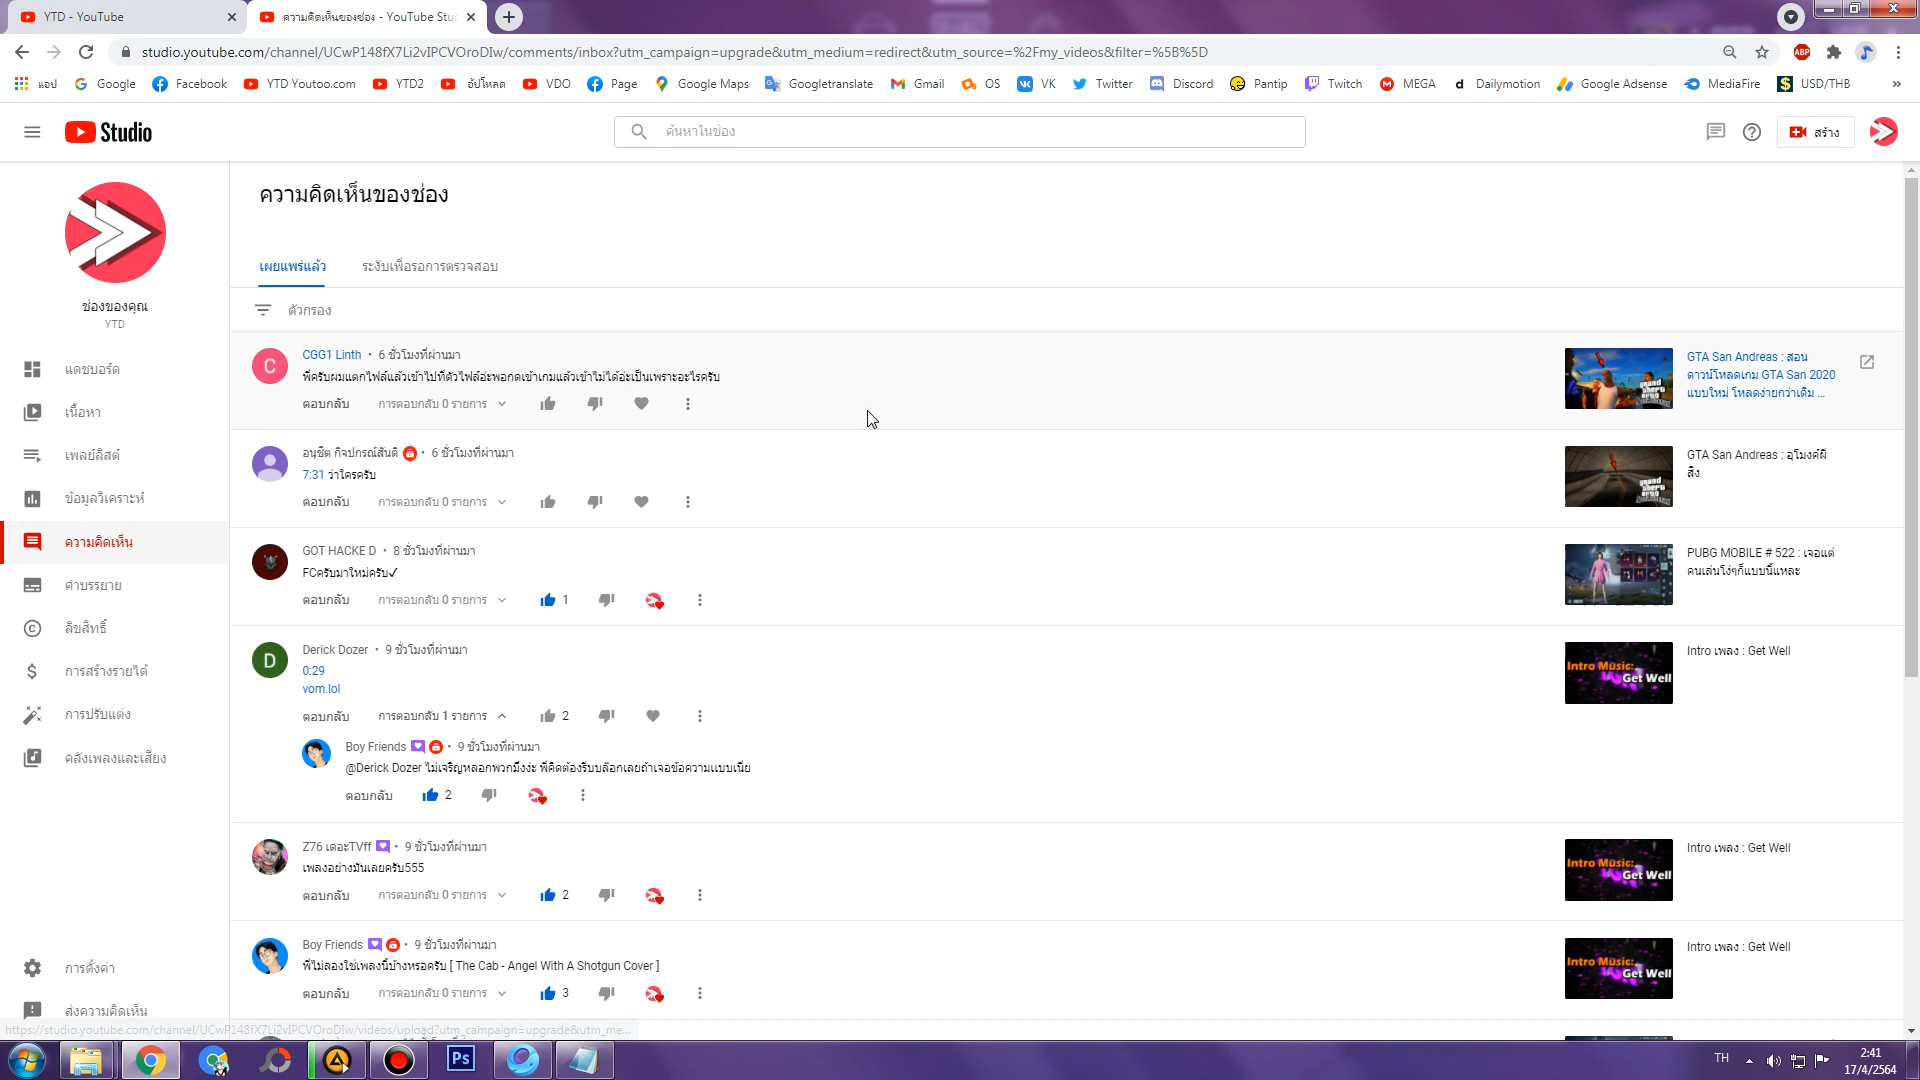 YTD - YouTube
ความคิดเห็นของช่อง - YouTube Stu
studio.youtube.com/channel/UCwP148fX7Li2vIPCVOroDIw/comments/inbox?utm_campaign=upgrade&utm_medium=redirect&utm_source=%2Fmy_videos&filter=%5B%5D
ABP
แอป Google Facebook YTD Youtoo.com YTD2 อัปโหลด VDO Page Google Maps Googletranslate Gmail OS VK Twitter Discord Pantip Twitch MEGA Dailymotion Google Adsense MediaFire USD/THB »
Studio
ค้นหาในช่อง
สร้าง
ช่องของคุณ
YTD
แดชบอร์ด
เนื้อหา
เพลย์ลิสต์
ข้อมูลวิเคราะห์
ความคิดเห็น
คำบรรยาย
ลิขสิทธิ์
การสร้างรายได้
การปรับแต่ง
คลังเพลงและเสียง
การตั้งค่า
ส่งความคิดเห็น
ความคิดเห็นของช่อง
เผยแพร่แล้ว ระงับเพื่อรอการตรวจสอบ
ตัวกรอง
C
CGG1 Linth • 6 ชั่วโมงที่ผ่านมา
พี่ครับผมแตกไฟล์แล้วเข้าไปที่ตัวไฟล์อ่ะพอกดเข้าเกมแล้วเข้าไม่ได้อ่ะเป็นเพราะอะไรครับ
ตอบกลับ การตอบกลับ 0 รายการ
GTA San Andreas : สอน
ดาวน์โหลดเกม GTA San 2020
แบบใหม่ โหลดง่ายกว่าเดิม ...
อนุชิต กิจปกรณ์สันติ • 6 ชั่วโมงที่ผ่านมา
7:31 ว่าใครครับ
ตอบกลับ การตอบกลับ 0 รายการ
GTA San Andreas : อุโมงค์ผี
สิง
GOT HACKE D • 8 ชั่วโมงที่ผ่านมา
FCครับมาใหม่ครับ✓
ตอบกลับ การตอบกลับ 0 รายการ 1
PUBG MOBILE # 522 : เจอแต่
คนเล่นโง่ๆก็แบบนี้แหละ
D
Derick Dozer • 9 ชั่วโมงที่ผ่านมา
0:29
vom.lol
ตอบกลับ การตอบกลับ 1 รายการ 2
Intro Music:
Get Well
Intro เพลง : Get Well
Boy Friends • 9 ชั่วโมงที่ผ่านมา
@Derick Dozer ไม่เจริญหลอกพวกมึงง่ะ พี่คิดต้องรีบบล๊อกเลยถ้าเจอข้อความแบบเนี่ย
ตอบกลับ 2
Z76 เดอะTVff • 9 ชั่วโมงที่ผ่านมา
เพลงอย่างมันเลยครับ555
ตอบกลับ การตอบกลับ 0 รายการ 2
Intro Music:
Get Well
Intro เพลง : Get Well
Boy Friends • 9 ชั่วโมงที่ผ่านมา
พี่ไม่ลองใช่เพลงนี้บ้างหรอครับ [ The Cab - Angel With A Shotgun Cover ]
ตอบกลับ การตอบกลับ 0 รายการ 3
Intro Music:
Get Well
Intro เพลง : Get Well
https://studio.youtube.com/channel/UCwP148fX7Li2vIPCVOroDIw/videos/upload?utm_campaign=upgrade&utm_me...
Ps
TH
2:41
17/4/2564